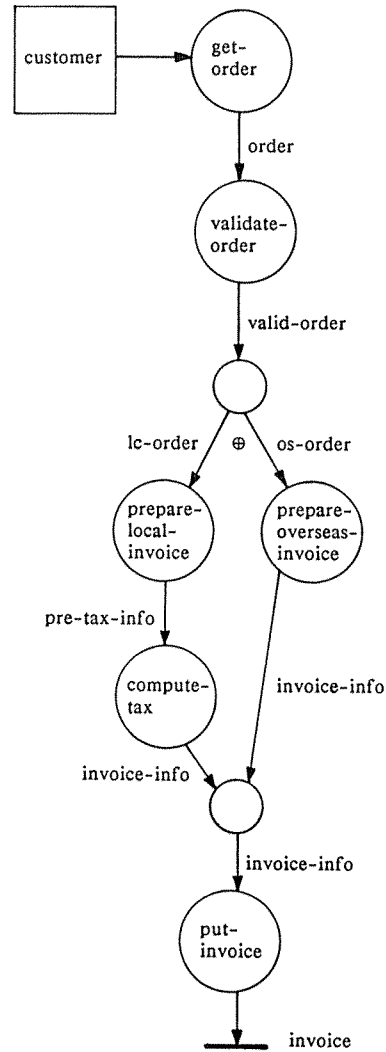 customer
get-
order
order
validate-
order
valid-order
lc-order
⊕
os-order
prepare-
local-
invoice
prepare-
overseas-
invoice
pre-tax-info
compute-
tax
invoice-info
invoice-info
invoice-info
put-
invoice
invoice